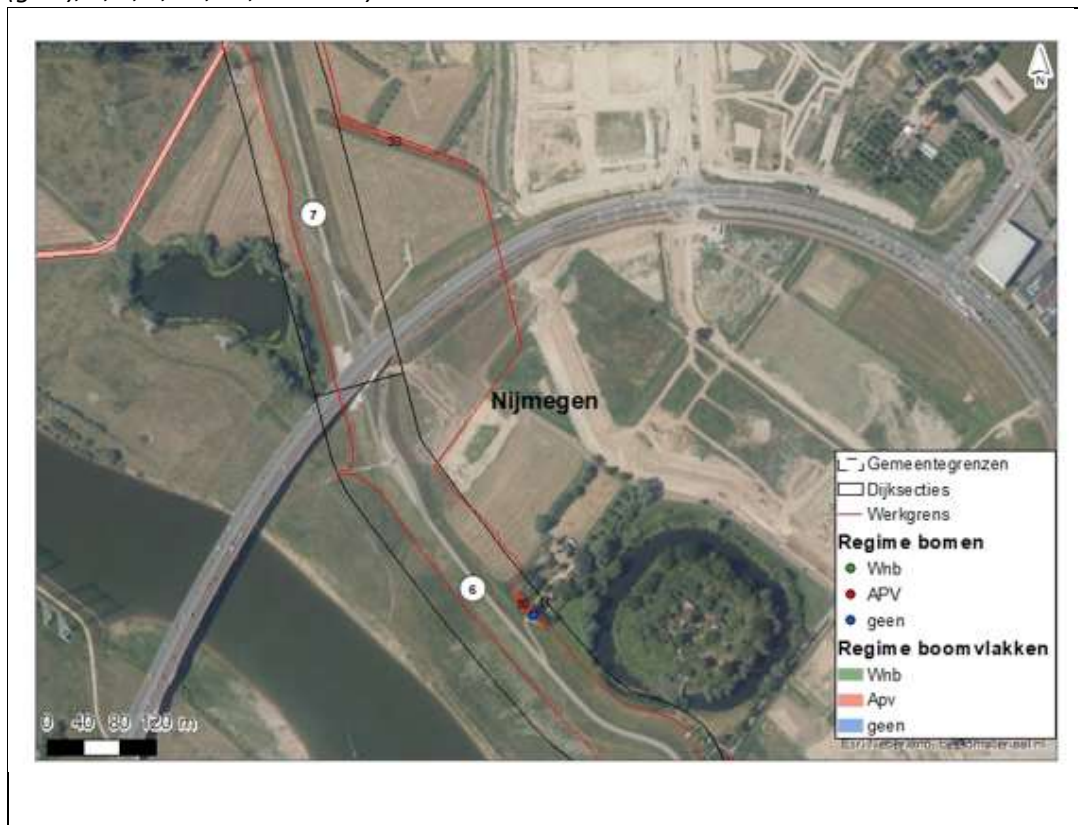 N
33
7
Nijmegen
6
Gemeentegrenzen
Dijksecties
Werkgrens
Regime bomen
Wnb
APV
geen
Regime boomvlakken
Wnb
Apv
geen
0 40 80 120 m